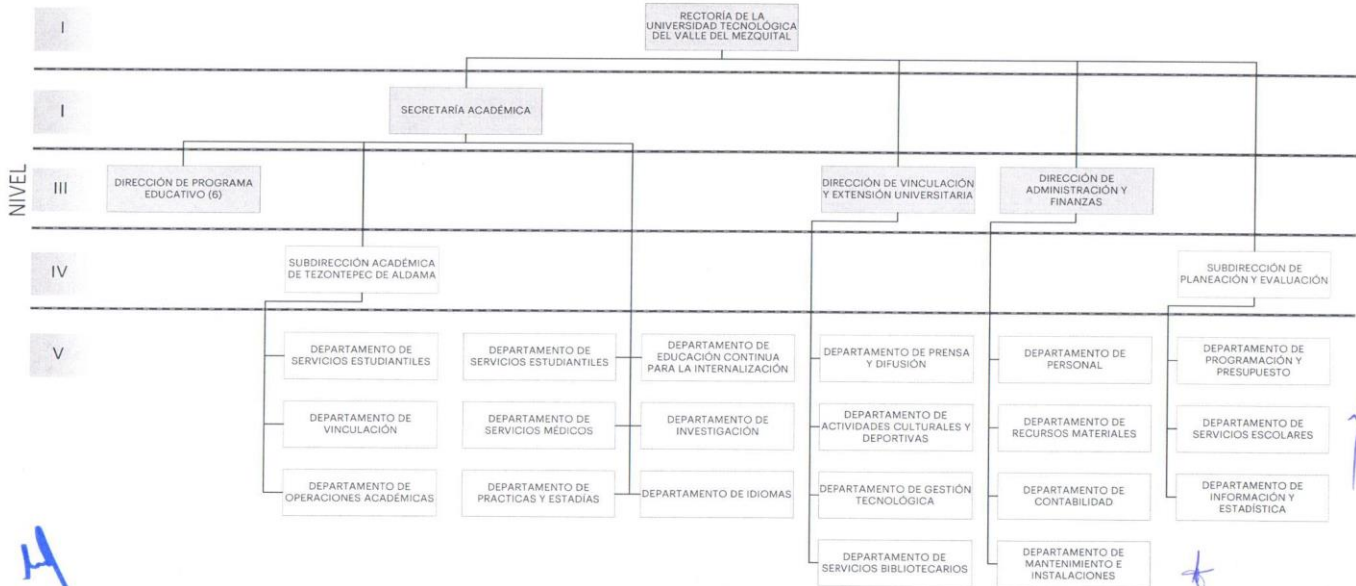 I
RECTORÍA DE LA
UNIVERSIDAD TECNOLÓGICA
DEL VALLE DEL MEZQUITAL
I
SECRETARÍA ACADÉMICA
NIVEL
III
DIRECCIÓN DE PROGRAMA
EDUCATIVO (6)
DIRECCIÓN DE VINCULACIÓN
Y EXTENSIÓN UNIVERSITARIA
DIRECCIÓN DE
ADMINISTRACIÓN Y
FINANZAS
IV
SUBDIRECCIÓN ACADÉMICA
DE TEZONTEPEC DE ALDAMA
SUBDIRECCIÓN DE
PLANEACIÓN Y EVALUACIÓN
V
DEPARTAMENTO DE
SERVICIOS ESTUDIANTILES
DEPARTAMENTO DE
SERVICIOS ESTUDIANTILES
DEPARTAMENTO DE
EDUCACIÓN CONTINUA
PARA LA INTERNALIZACIÓN
DEPARTAMENTO DE PRENSA
Y DIFUSIÓN
DEPARTAMENTO DE
PERSONAL
DEPARTAMENTO DE
PROGRAMACIÓN Y
PRESUPUESTO
DEPARTAMENTO DE
VINCULACIÓN
DEPARTAMENTO DE
SERVICIOS MÉDICOS
DEPARTAMENTO DE
INVESTIGACIÓN
DEPARTAMENTO DE
ACTIVIDADES CULTURALES Y
DEPORTIVAS
DEPARTAMENTO DE
RECURSOS MATERIALES
DEPARTAMENTO DE
SERVICIOS ESCOLARES
DEPARTAMENTO DE
OPERACIONES ACADÉMICAS
DEPARTAMENTO DE
PRACTICAS Y ESTADÍAS
DEPARTAMENTO DE IDIOMAS
DEPARTAMENTO DE GESTIÓN
TECNOLÓGICA
DEPARTAMENTO DE
CONTABILIDAD
DEPARTAMENTO DE
INFORMACIÓN Y
ESTADÍSTICA
DEPARTAMENTO DE
SERVICIOS BIBLIOTECARIOS
DEPARTAMENTO DE
MANTENIMIENTO E
INSTALACIONES